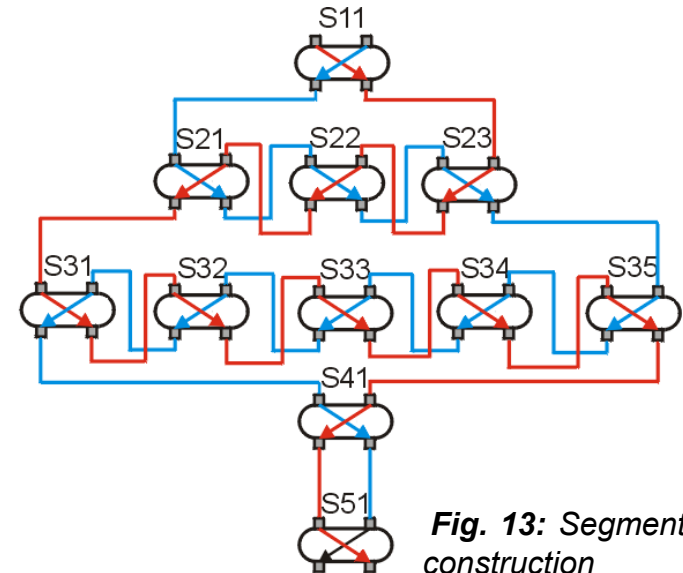 S11
S21 S22 S23
S31 S32 S33 S34 S35
S41
S51
Fig. 13: Segment
construction